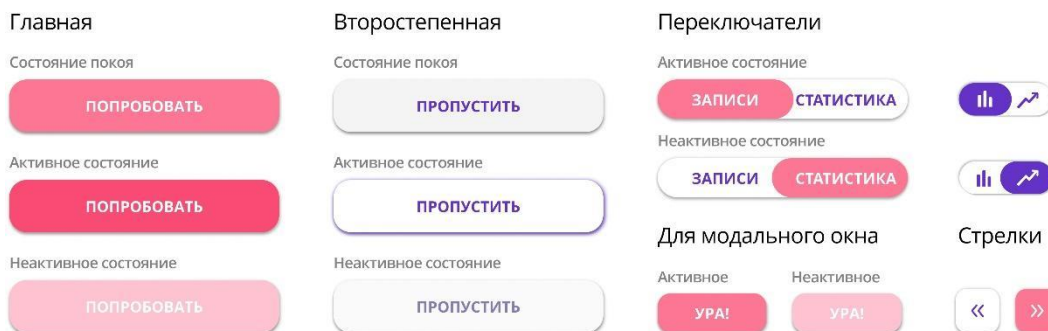 Главная
Состояние покоя
ПОПРОБОВАТЬ
Активное состояние
ПОПРОБОВАТЬ
Неактивное состояние
ПОПРОБОВАТЬ
Второстепенная
Состояние покоя
ПРОПУСТИТЬ
Активное состояние
ПРОПУСТИТЬ
Неактивное состояние
ПРОПУСТИТЬ
Переключатели
Активное состояние
ЗАПИСИ СТАТИСТИКА
Неактивное состояние
ЗАПИСИ СТАТИСТИКА
Для модального окна
Активное Неактивное
УРА! УРА!
Стрелки
« »